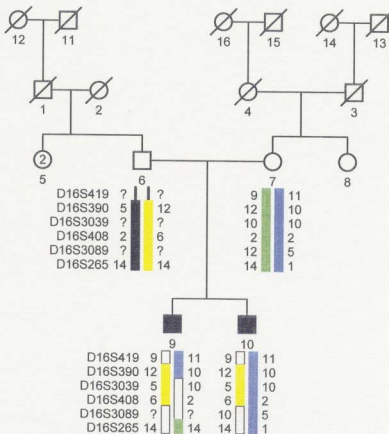 12 11 16 15 14 13
1 2 4 3
2
5 6 7 8
D16S419 ? ? 9 11
D16S390 5 12 12 10
D16S3039 ? ? 10 10
D16S408 2 6 2 2
D16S3089 ? ? 12 5
D16S265 14 14 14 1
9 10
D16S419 9 11 9 11
D16S390 12 10 12 10
D16S3039 5 10 5 10
D16S408 6 2 6 2
D16S3089 ? ? 10 5
D16S265 14 14 14 1